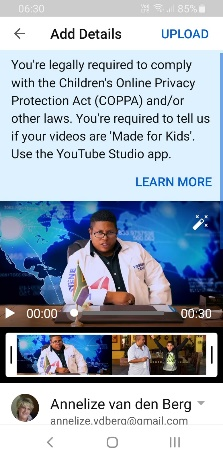 06:30 85%
Add Details UPLOAD
You're legally required to comply
with the Children's Online Privacy
Protection Act (COPPA) and/or
other laws. You're required to tell us
if your videos are 'Made for Kids'.
Use the YouTube Studio app.
LEARN MORE
00:00 00:30
Annelize van den Berg
annelize.vdberg@gmail.com